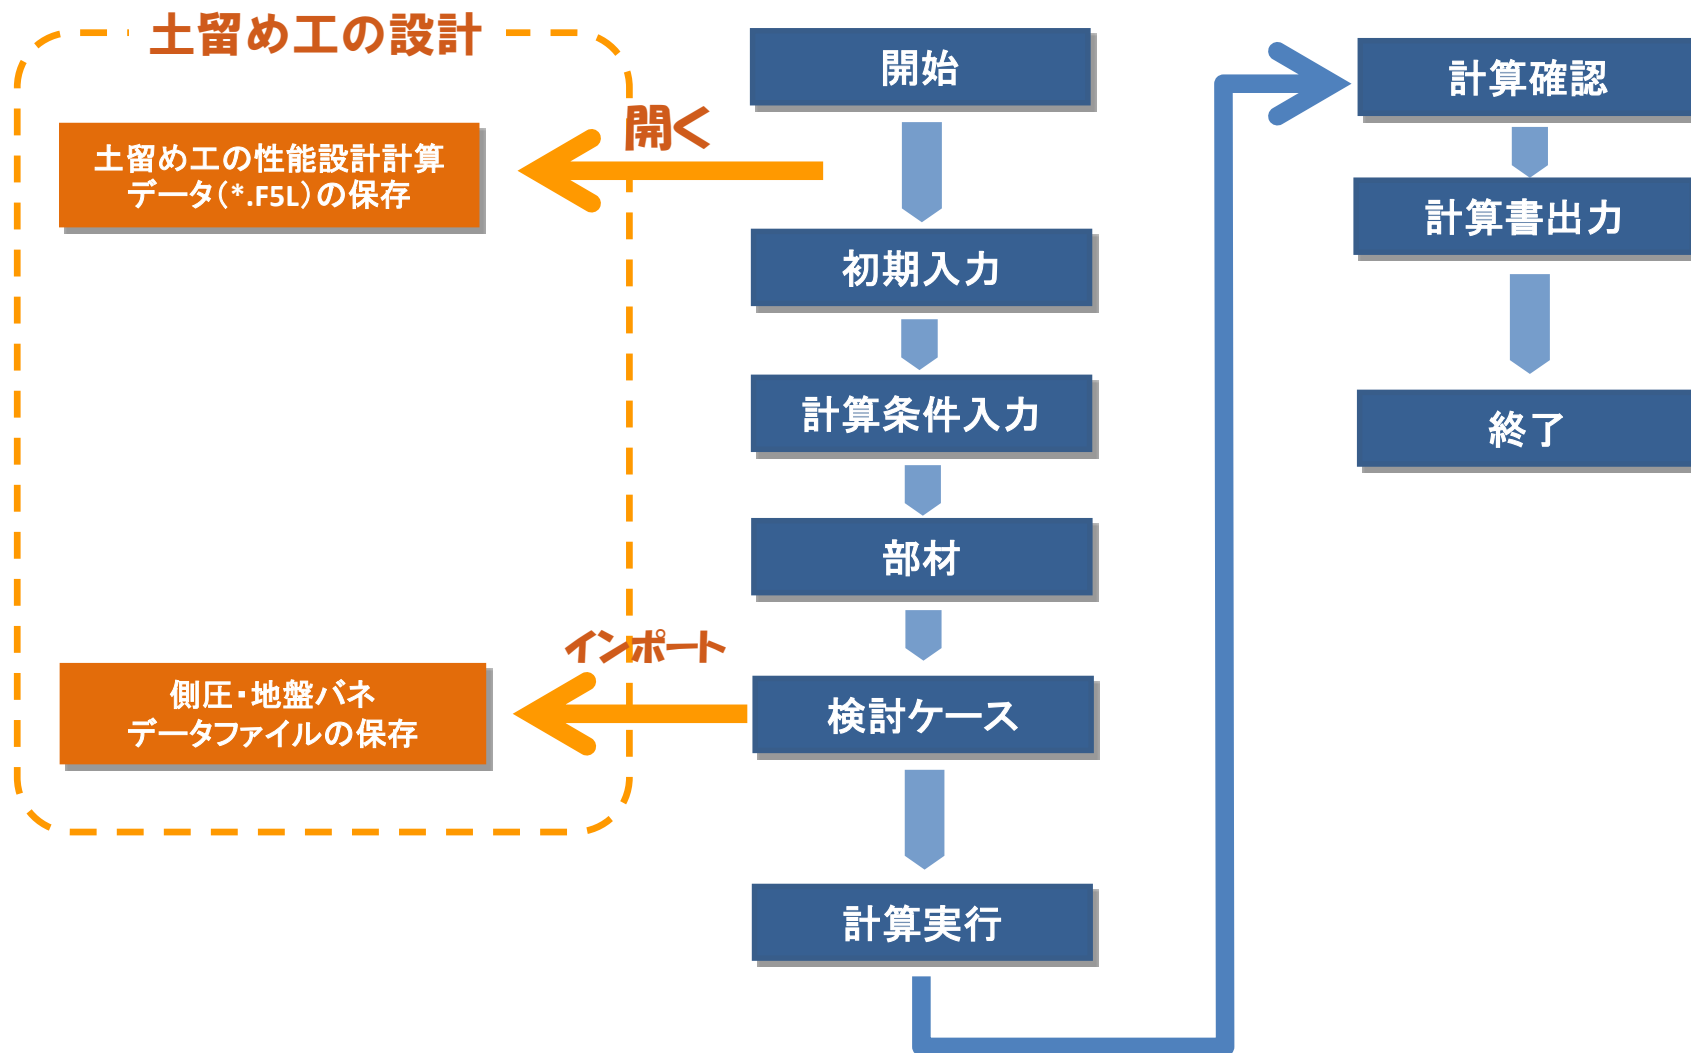 土留め工の設計
開く
土留め工の性能設計計算
データ(*.F5L)の保存
インポート
側圧・地盤バネ
データファイルの保存
開始
初期入力
計算条件入力
部材
検討ケース
計算実行
計算確認
計算書出力
終了